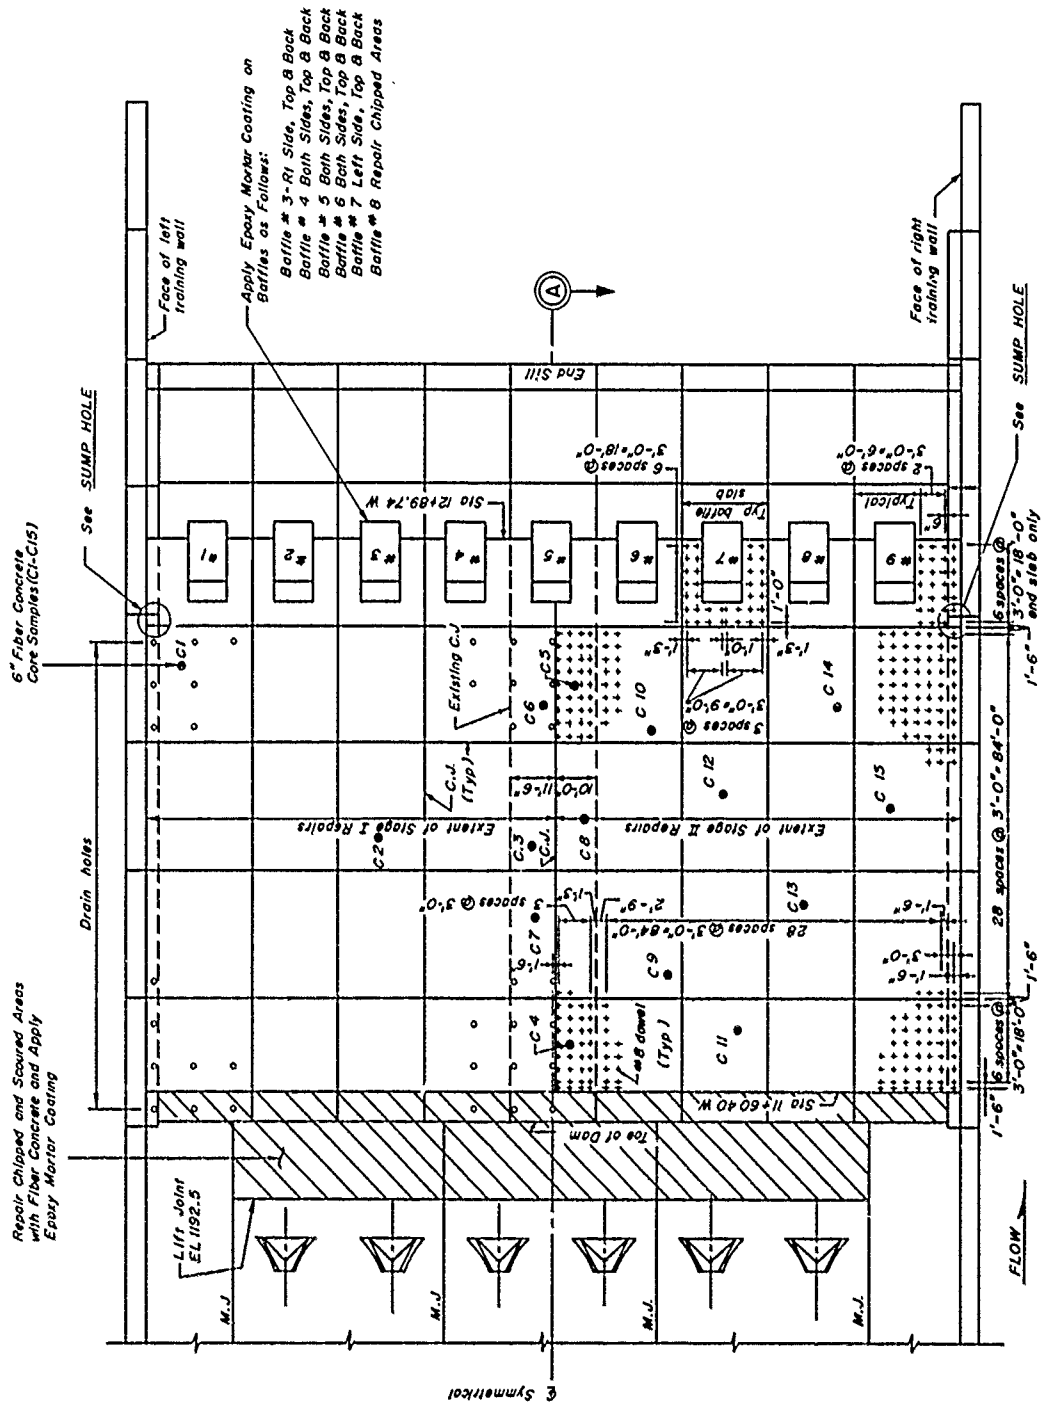 Repair Chipped and Scoured Areas
with Fiber Concrete and Apply
Epoxy Mortar Coating
Drain holes
6" Fiber Concrete
Core Samples (C1-C15)
See SUMP HOLE
Face of left
training wall
Apply Epoxy Mortar Coating on
Baffles as Follows:
Baffle # 3-Rt Side, Top & Back
Baffle # 4 Both Sides, Top & Back
Baffle # 5 Both Sides, Top & Back
Baffle # 6 Both Sides, Top & Back
Baffle # 7 Left Side, Top & Back
Baffle # 8 Repair Chipped Areas
Lift Joint
EL 1192.5
M.J.
M.J.
M.J.
M.J.
℄ Symmetrical
Toe of Dam
Sta 11+60.40 W
C1
C2
C3
C4
C5
C6
C7
C8
C9
C10
C11
C12
C13
C14
C15
C.J.
(Typ)
Existing C.J.
C.J.
Extent of Stage I Repairs
Extent of Stage II Repairs
11'-6"
10'-0"
1'-6"
3 spaces @ 3'-0"
1'-3"
2'-9"
28 spaces @ 3'-0"=84'-0"
#8 dowel
(Typ)
1'-6"
3'-0"
1'-6"
#1
#2
#3
#4
#5
#6
#7
#8
#9
Sta 12+89.74 W
End Sill
A
6 spaces @
3'-0"=18'-0"
Typ baffle
slab
1'-0"
1'-3"
1'-0"
1'-3"
3 spaces @
3'-0"=9'-0"
2 spaces @
3'-0"=6'-0"
Typical
6"
Face of right
training wall
See SUMP HOLE
FLOW
1'-6"
6 spaces @
3'-0"=18'-0"
1'-6"
28 spaces @ 3'-0"=84'-0"
1'-6"
6 spaces @
3'-0"=18'-0"
end slab only